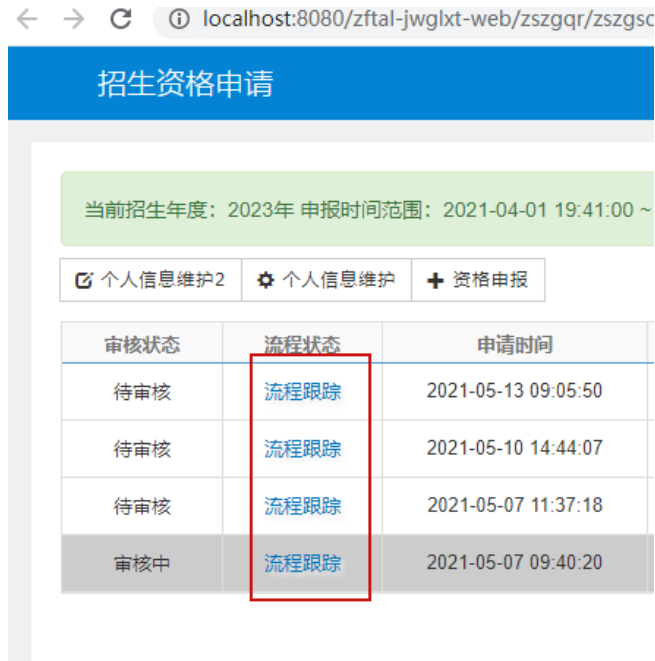 localhost:8080/zftal-jwglxt-web/zszgqr/zszgsc
招生资格申请
当前招生年度：2023年 申报时间范围：2021-04-01 19:41:00 ~
个人信息维护2 个人信息维护 资格申报
审核状态 流程状态 申请时间
待审核 流程跟踪 2021-05-13 09:05:50
待审核 流程跟踪 2021-05-10 14:44:07
待审核 流程跟踪 2021-05-07 11:37:18
审核中 流程跟踪 2021-05-07 09:40:20